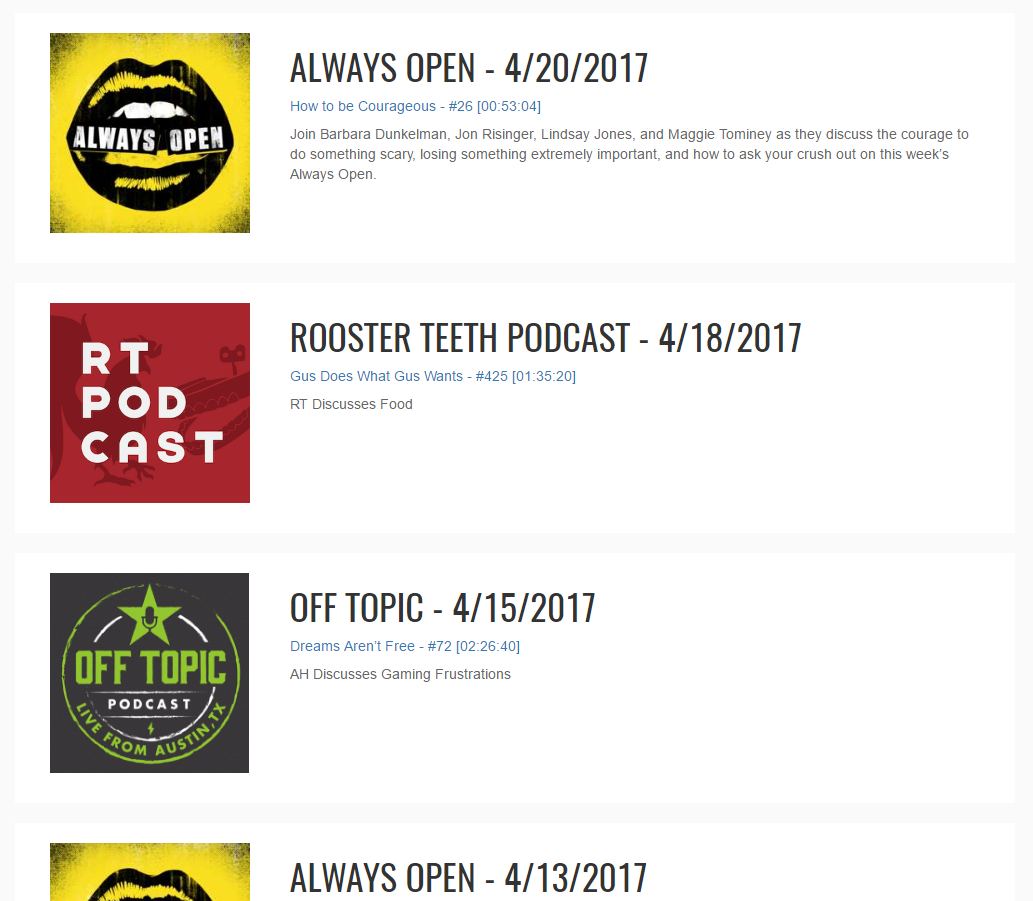 ALWAYS OPEN
ALWAYS OPEN - 4/20/2017
How to be Courageous - #26 [00:53:04]
Join Barbara Dunkelman, Jon Risinger, Lindsay Jones, and Maggie Tominey as they discuss the courage to
do something scary, losing something extremely important, and how to ask your crush out on this week’s
Always Open.
RT
POD
CAST
ROOSTER TEETH PODCAST - 4/18/2017
Gus Does What Gus Wants - #425 [01:35:20]
RT Discusses Food
OFF TOPIC
PODCAST
LIVE FROM AUSTIN, TX
OFF TOPIC - 4/15/2017
Dreams Aren’t Free - #72 [02:26:40]
AH Discusses Gaming Frustrations
ALWAYS OPEN - 4/13/2017